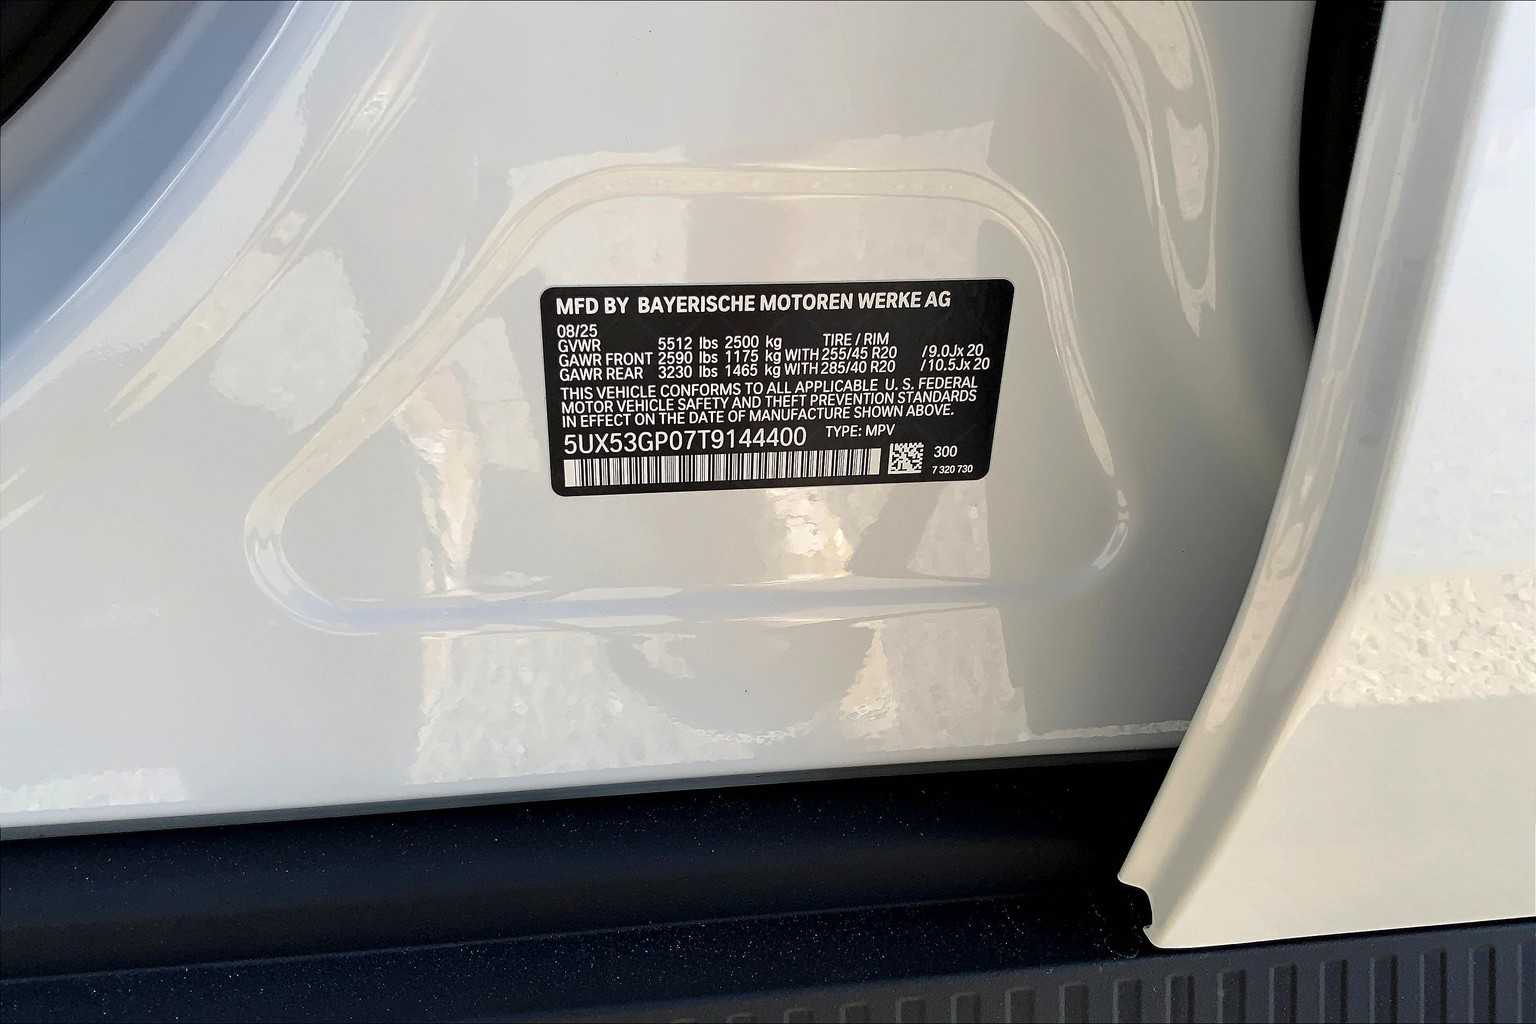 MFD BY BAYERISCHE MOTOREN WERKE AG
08/25
GVWR 5512 lbs 2500 kg TIRE / RIM
GAWR FRONT 2590 lbs 1175 kg WITH 255/45 R20 /9.0Jx 20
GAWR REAR 3230 lbs 1465 kg WITH 285/40 R20 /10.5Jx 20
THIS VEHICLE CONFORMS TO ALL APPLICABLE U. S. FEDERAL
MOTOR VEHICLE SAFETY AND THEFT PREVENTION STANDARDS
IN EFFECT ON THE DATE OF MANUFACTURE SHOWN ABOVE.
5UX53GP07T9144400 TYPE: MPV
300
7 320 730